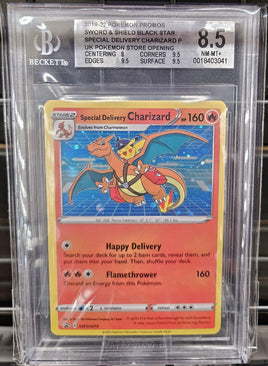 BECKETT
2019-22 POKEMON PROMOS
SWORD & SHIELD BLACK STAR
SPECIAL DELIVERY CHARIZARD P
UK POKEMON STORE OPENING
CENTERING 8 CORNERS 9.5
EDGES 9.5 SURFACE 9.5
8.5
NM-MT+
0018403041
STAGE 2
Special Delivery Charizard
160
Evolves from Charmeleon
Happy Delivery
Search your deck for up to 2 item cards, reveal them, and
put them into your hand. Then, shuffle your deck.
Flamethrower 160
Discard an Energy from this Pokémon.